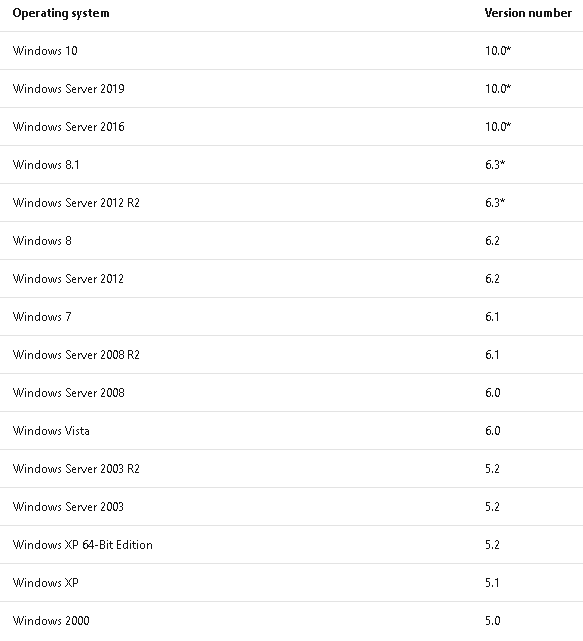 Operating system Version number
Windows 10 10.0*
Windows Server 2019 10.0*
Windows Server 2016 10.0*
Windows 8.1 6.3*
Windows Server 2012 R2 6.3*
Windows 8 6.2
Windows Server 2012 6.2
Windows 7 6.1
Windows Server 2008 R2 6.1
Windows Server 2008 6.0
Windows Vista 6.0
Windows Server 2003 R2 5.2
Windows Server 2003 5.2
Windows XP 64-Bit Edition 5.2
Windows XP 5.1
Windows 2000 5.0